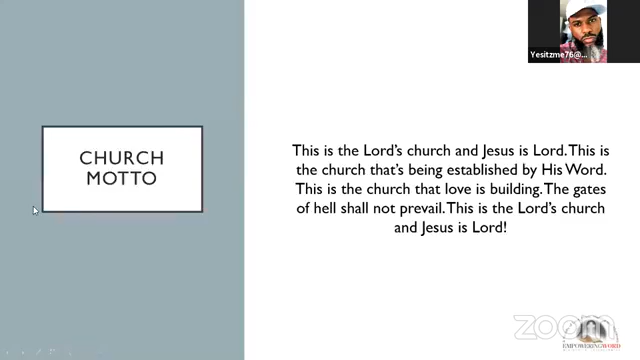 Yesitzme76@...
CHURCH
MOTTO
This is the Lord's church and Jesus is Lord. This is
the church that's being established by His Word.
This is the church that love is building. The gates
of hell shall not prevail. This is the Lord's church
and Jesus is Lord!
zoom
EMPOWERINGWORD